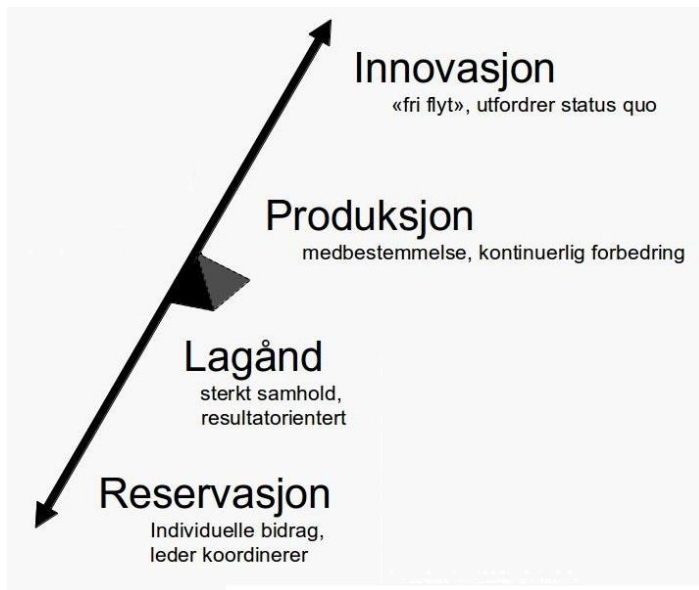 Innovasjon
«fri flyt», utfordrer status quo
Produksjon
medbestemmelse, kontinuerlig forbedring
Lagånd
sterkt samhold,
resultatorientert
Reservasjon
Individuelle bidrag,
leder koordinerer